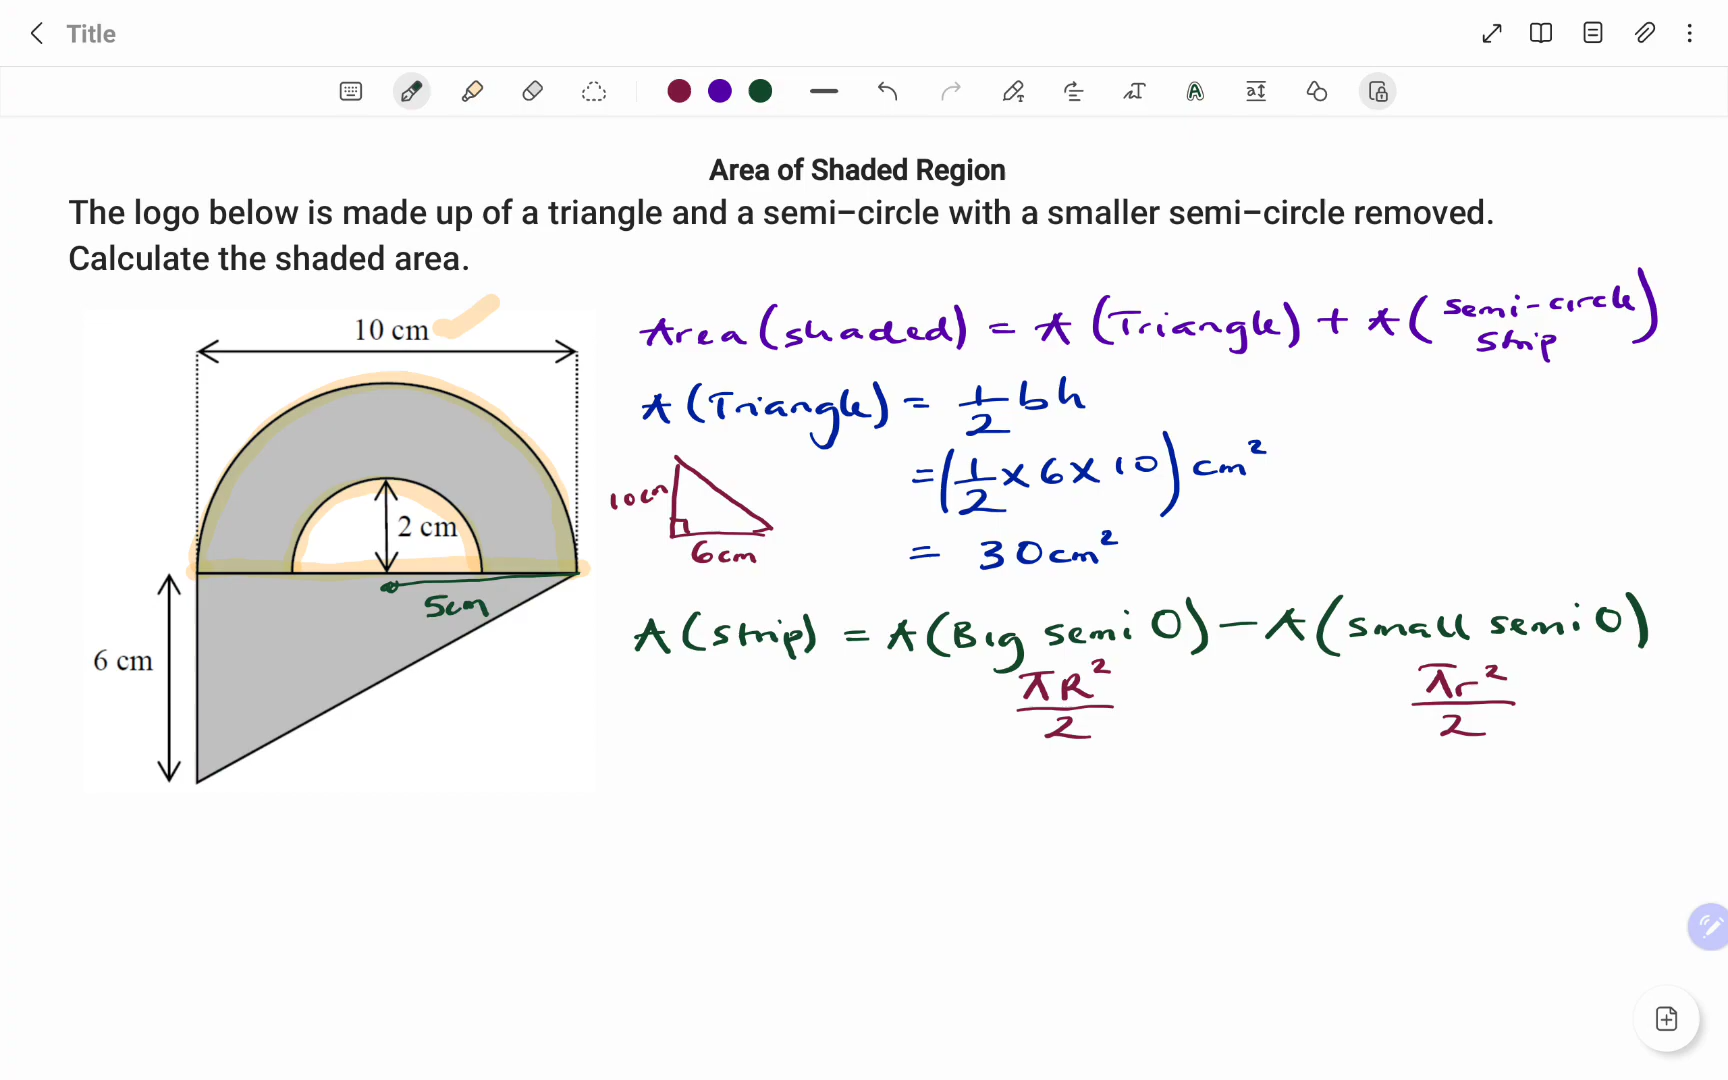 Title
Area of Shaded Region
The logo below is made up of a triangle and a semi-circle with a smaller semi-circle removed.
Calculate the shaded area.
10 cm
2 cm
5cm
6 cm
Area (shaded) = A (Triangle) + A (semi-circle strip)
A (Triangle) = 1/2 bh
= (1/2 × 6 × 10) cm²
= 30cm²
10cm
6cm
A (strip) = A (Big semi O) - A (small semi O)
πR²/2
πr²/2